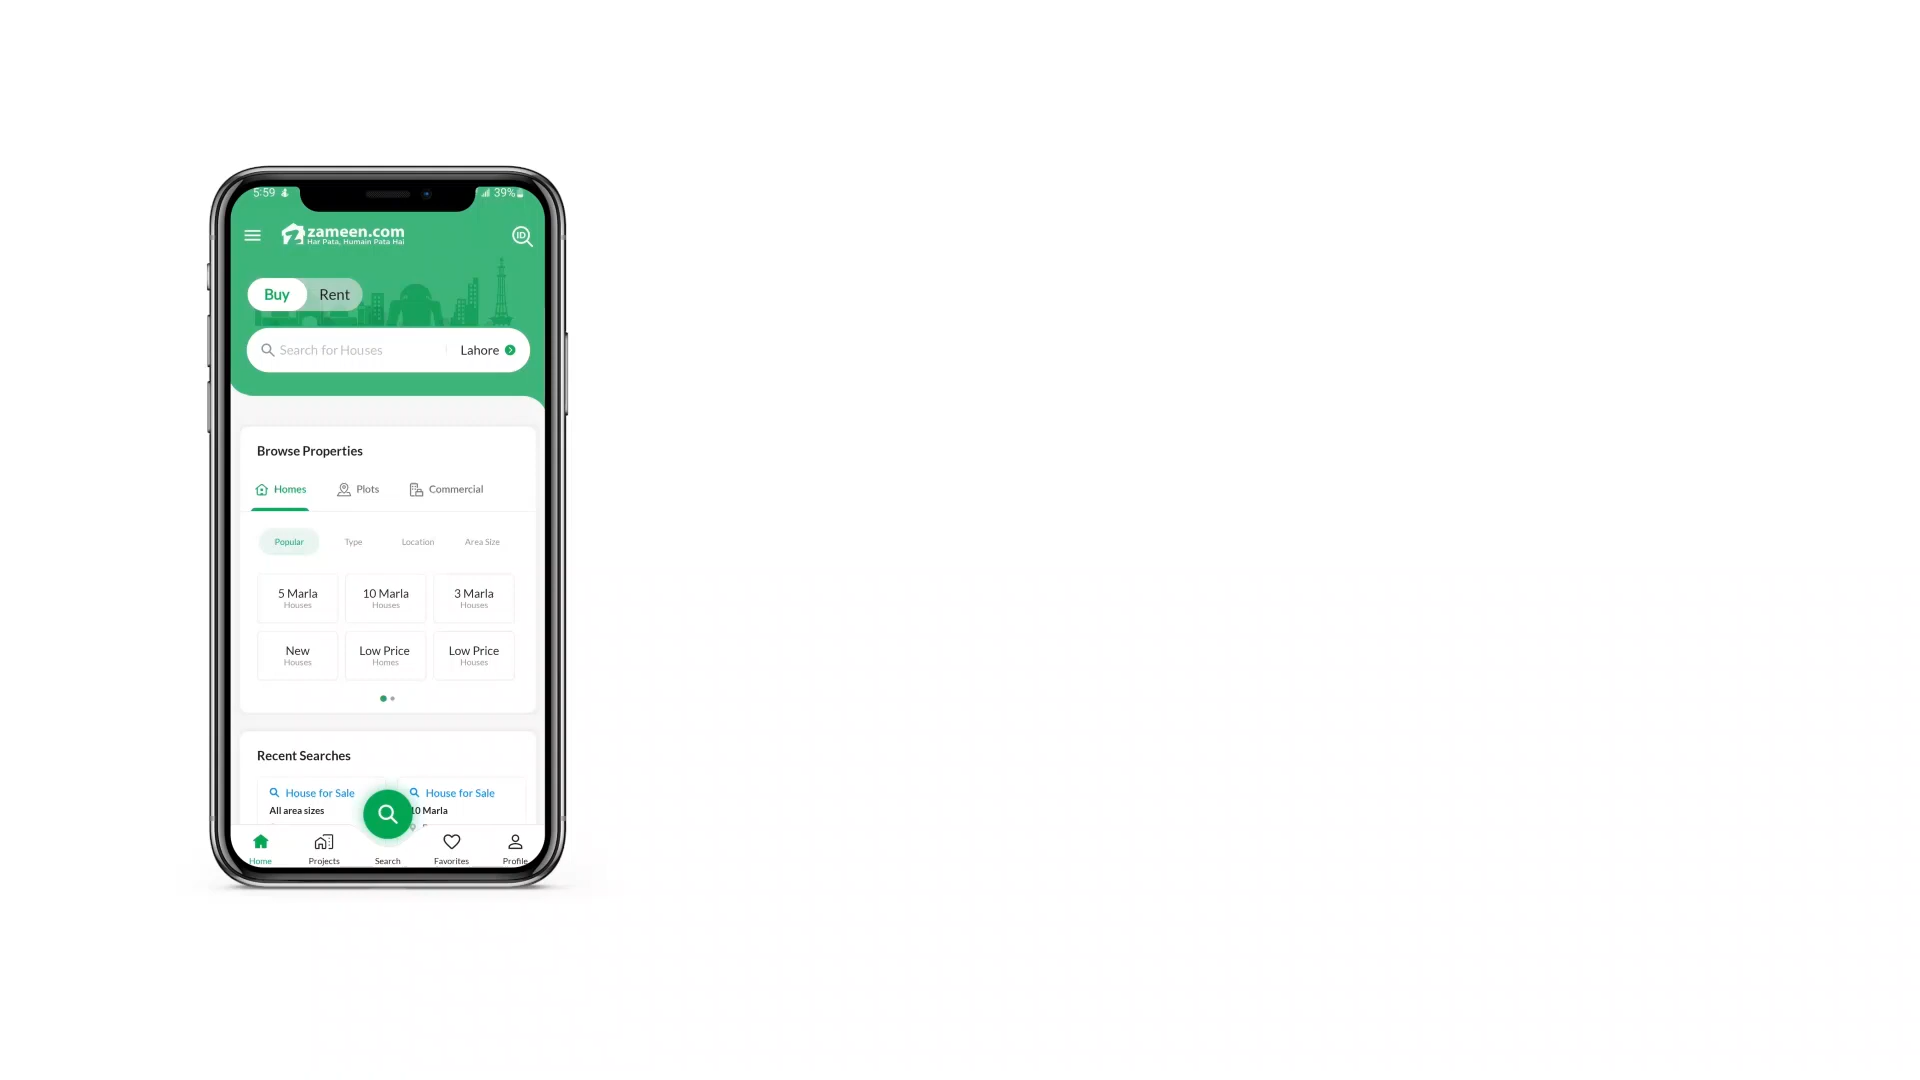 5:59 39%
zameen.com
Har Pata, Humain Pata Hai
ID
Buy Rent
Search for Houses Lahore
Browse Properties
Homes Plots Commercial
Popular Type Location Area Size
5 Marla 10 Marla 3 Marla
Houses Houses Houses
New Low Price Low Price
Houses Homes Houses
Recent Searches
House for Sale House for Sale
All area sizes 10 Marla
Home Projects Search Favorites Profile